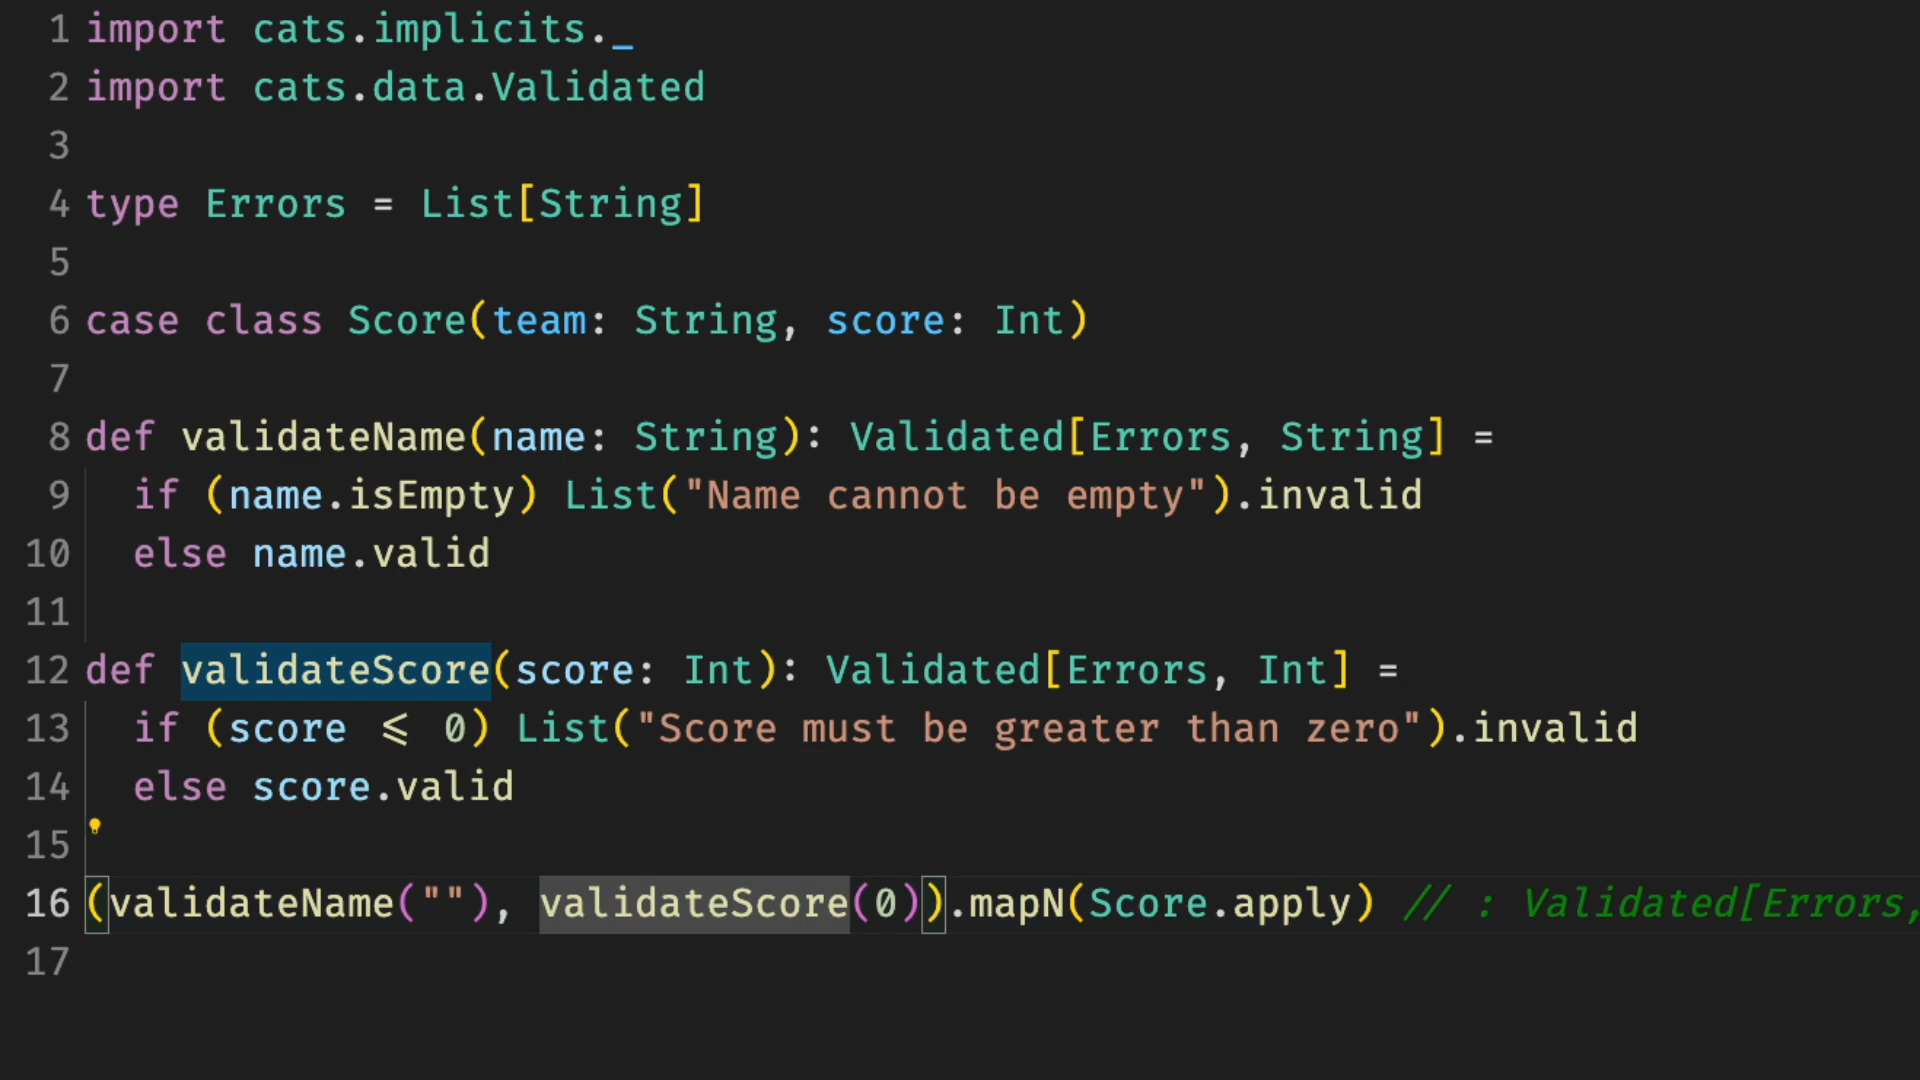 1 import cats.implicits._
2 import cats.data.Validated
3
4 type Errors = List[String]
5
6 case class Score(team: String, score: Int)
7
8 def validateName(name: String): Validated[Errors, String] =
9   if (name.isEmpty) List("Name cannot be empty").invalid
10   else name.valid
11
12 def validateScore(score: Int): Validated[Errors, Int] =
13   if (score <= 0) List("Score must be greater than zero").invalid
14   else score.valid
15
16 (validateName(""), validateScore(0)).mapN(Score.apply) // : Validated[Errors,
17